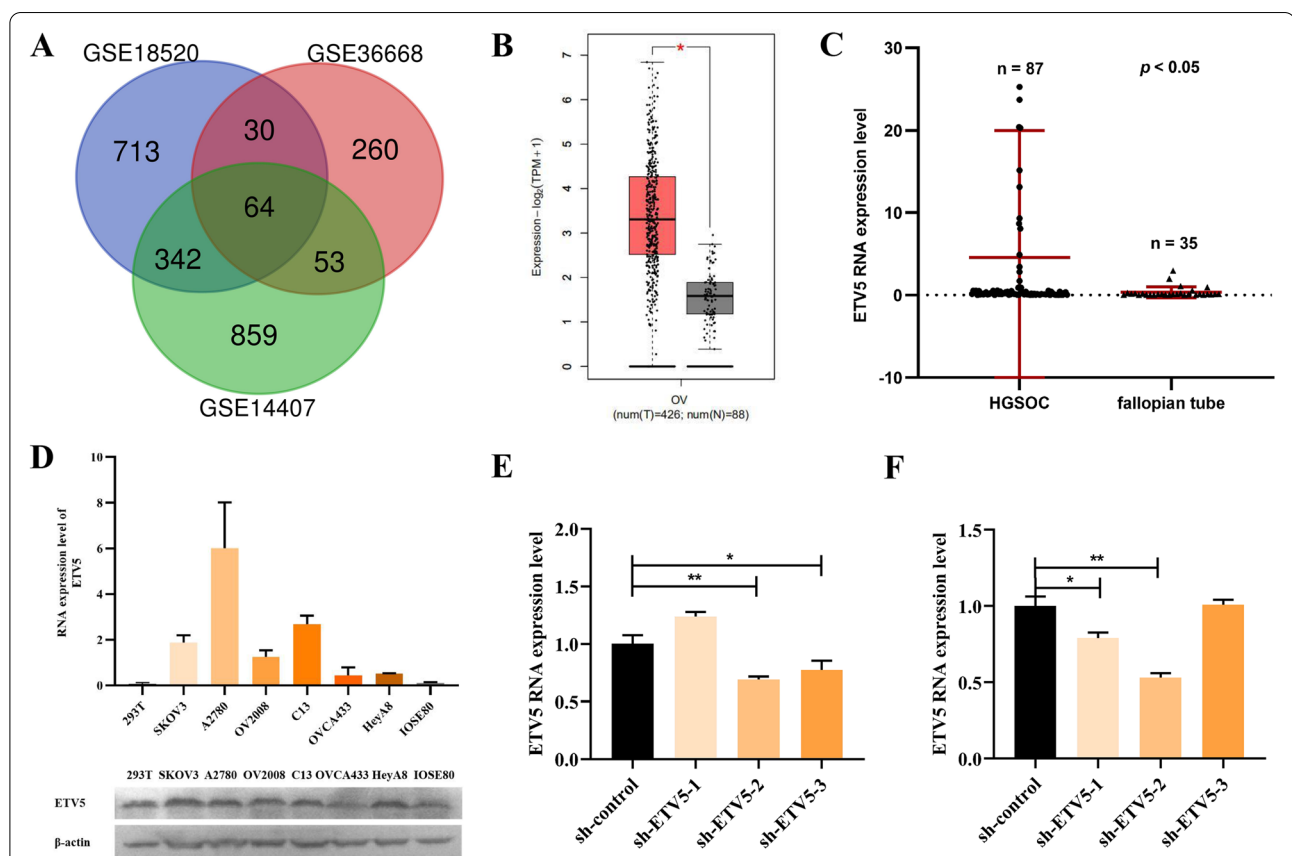 A
GSE18520
GSE36668
713
30
260
64
342
53
859
GSE14407
B
*
Expression−log2(TPM+1)
7
6
5
4
3
2
1
0
OV
(num(T)=426; num(N)=88)
C
ETV5 RNA expression level
30
20
10
0
-10
n = 87
p < 0.05
n = 35
HGSOC
fallopian tube
D
RNA expression level of
ETV5
10
8
6
4
2
0
293T
SKOV3
A2780
OV2008
C13
OVCA433
HeyA8
IOSE80
293T SKOV3 A2780 OV2008 C13 OVCA433 HeyA8 IOSE80
ETV5
β-actin
E
ETV5 RNA expression level
2.0
1.5
1.0
0.5
0.0
*
**
sh-control
sh-ETV5-1
sh-ETV5-2
sh-ETV5-3
F
ETV5 RNA expression level
1.5
1.0
0.5
0.0
**
*
sh-control
sh-ETV5-1
sh-ETV5-2
sh-ETV5-3